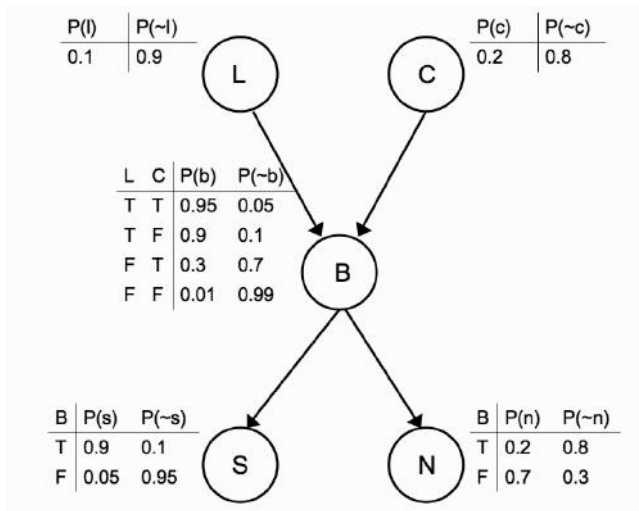 P(l) P(~l)
0.1 0.9
P(c) P(~c)
0.2 0.8
L
C
L C P(b) P(~b)
T T 0.95 0.05
T F 0.9 0.1
F T 0.3 0.7
F F 0.01 0.99
B
B P(s) P(~s)
T 0.9 0.1
F 0.05 0.95
S
N
B P(n) P(~n)
T 0.2 0.8
F 0.7 0.3